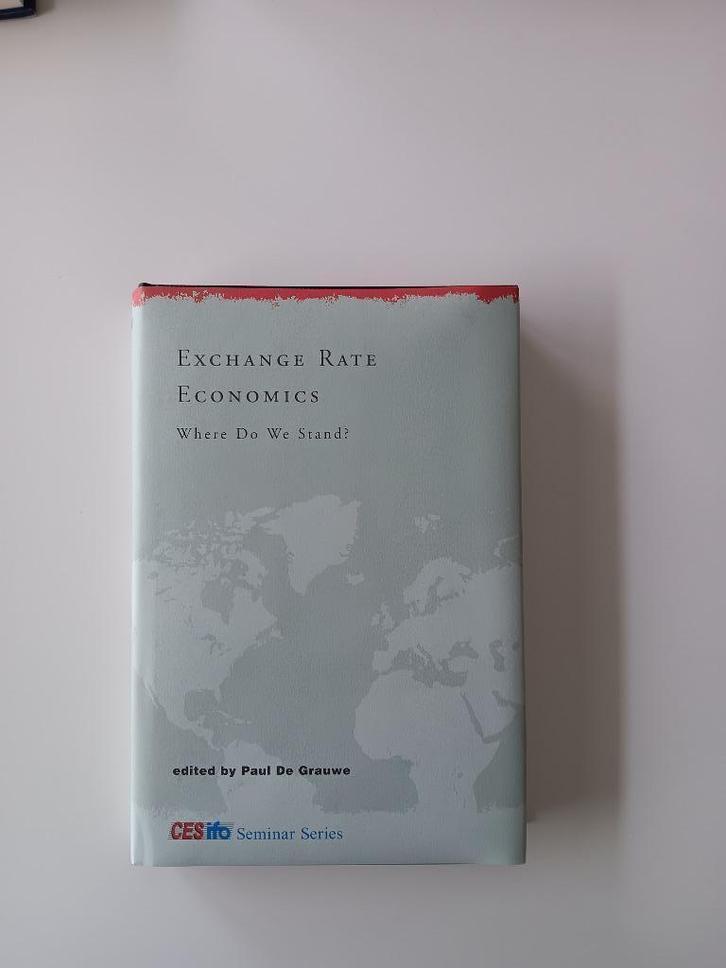 Exchange Rate
Economics
Where Do We Stand?
edited by Paul De Grauwe
CESifo Seminar Series